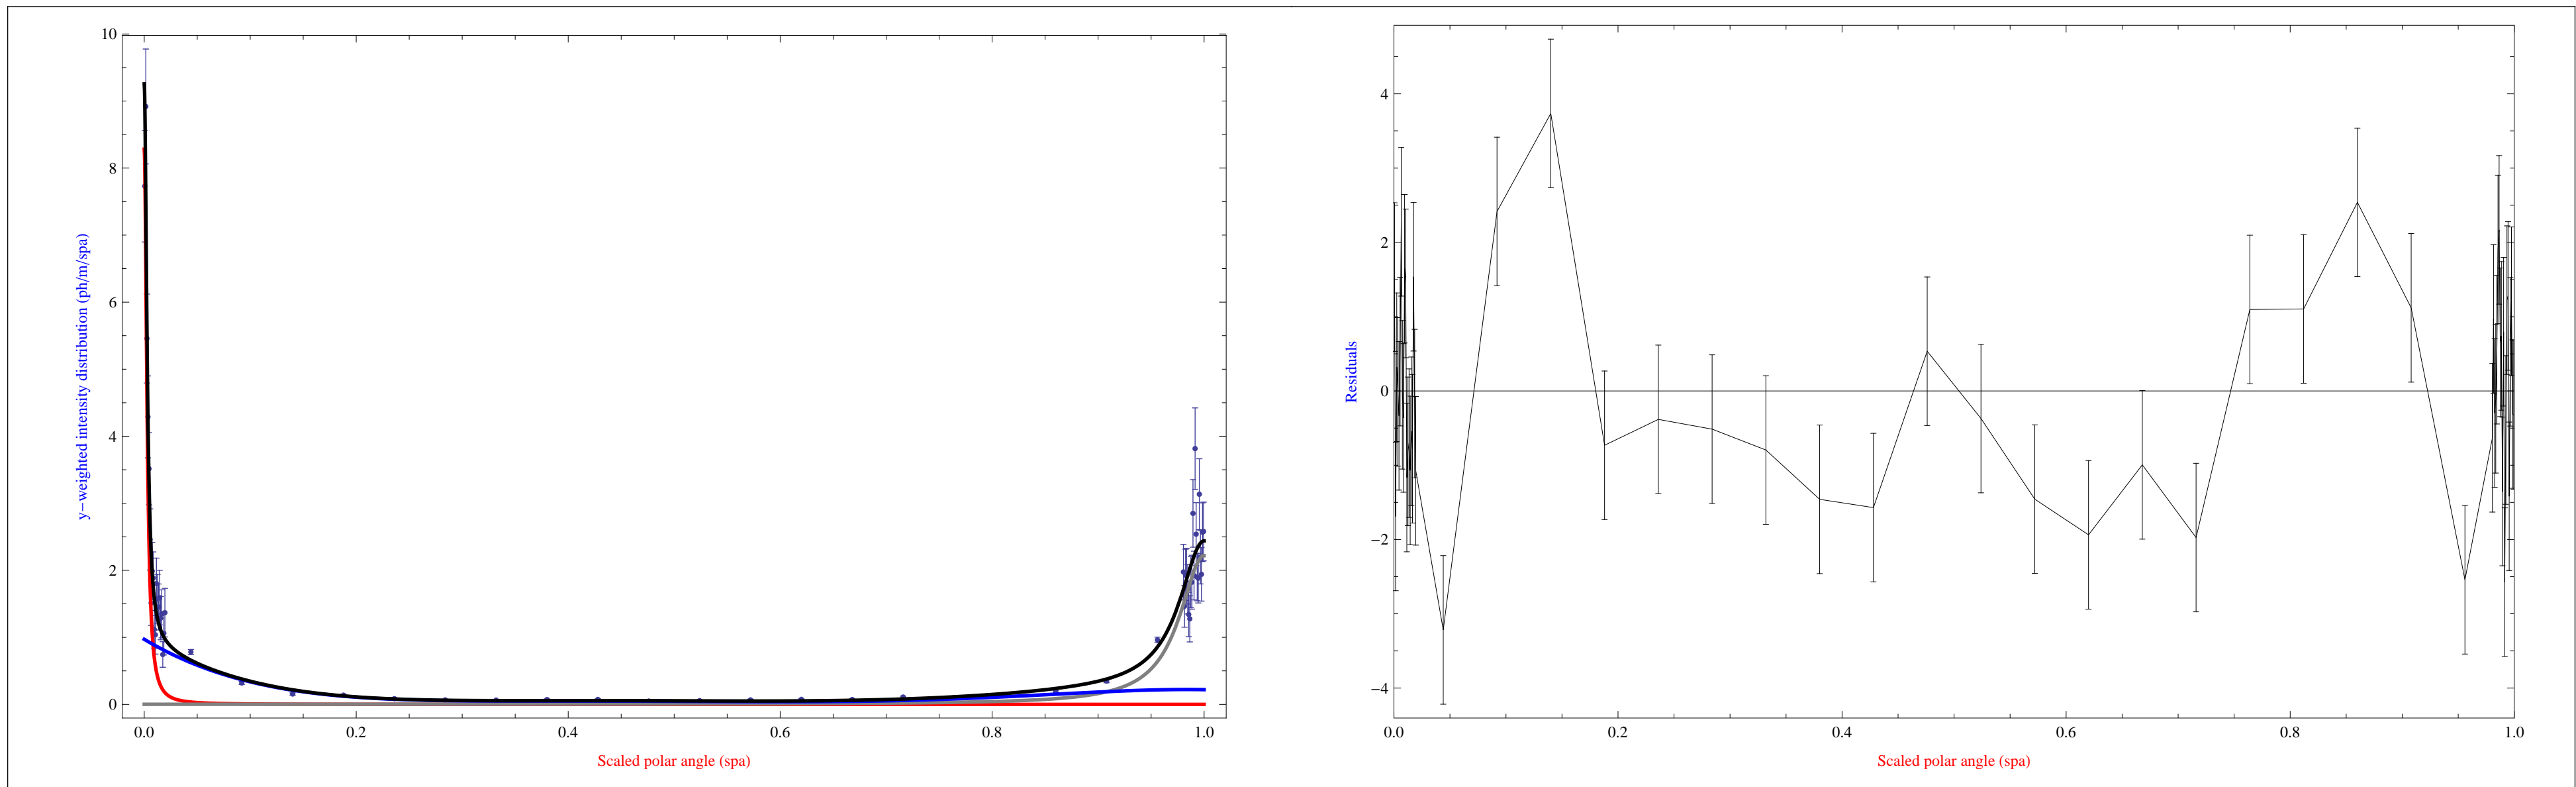 10
8
6
4
2
0
y−weighted intensity distribution (ph/m/spa)
0.0 0.2 0.4 0.6 0.8 1.0
Scaled polar angle (spa)
4
2
0
−2
−4
Residuals
0.0 0.2 0.4 0.6 0.8 1.0
Scaled polar angle (spa)